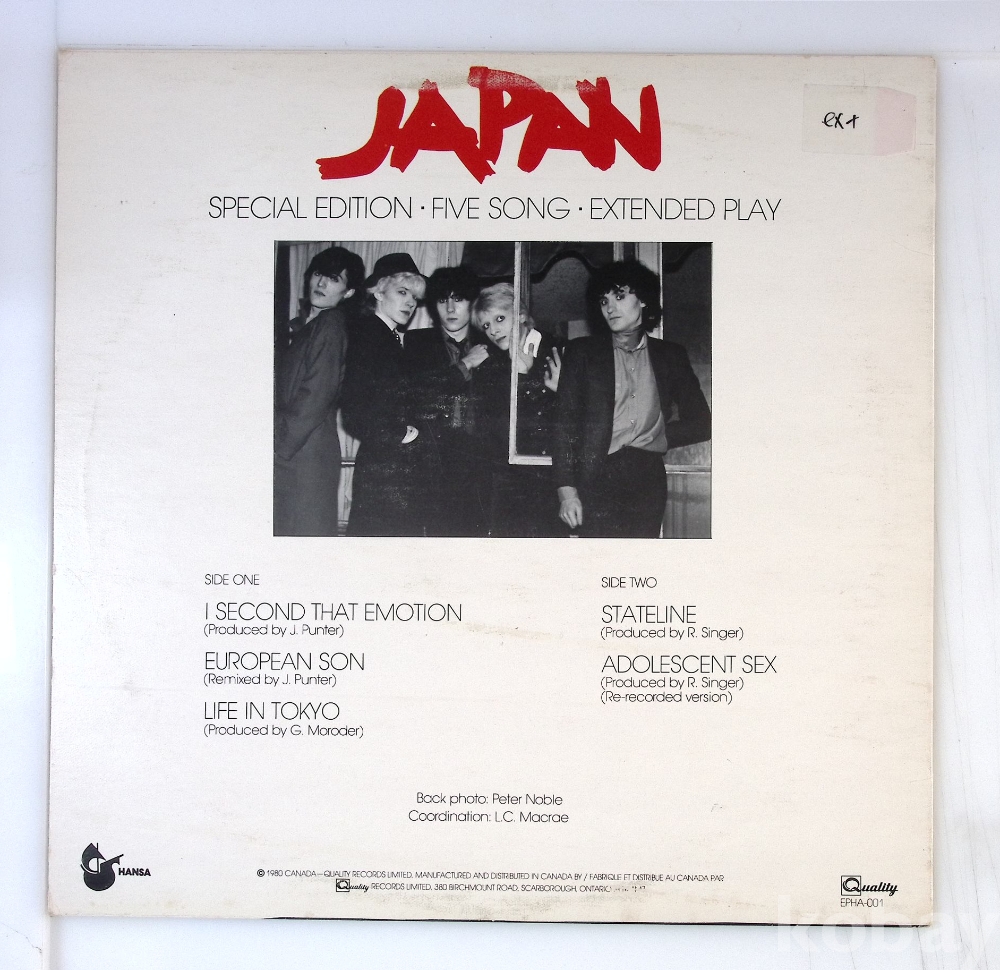 JAPAN
ex+
SPECIAL EDITION · FIVE SONG · EXTENDED PLAY
SIDE ONE
I SECOND THAT EMOTION
(Produced by J. Punter)
EUROPEAN SON
(Remixed by J. Punter)
LIFE IN TOKYO
(Produced by G. Moroder)
SIDE TWO
STATELINE
(Produced by R. Singer)
ADOLESCENT SEX
(Produced by R. Singer)
(Re-recorded version)
Back photo: Peter Noble
Coordination: L.C. Macrae
HANSA
© 1980 CANADA—QUALITY RECORDS LIMITED. MANUFACTURED AND DISTRIBUTED IN CANADA BY / FABRIQUE ET DISTRIBUE AU CANADA PAR
Quality RECORDS LIMITED, 380 BIRCHMOUNT ROAD, SCARBOROUGH, ONTARIO
Quality
EPHA-001
kobay